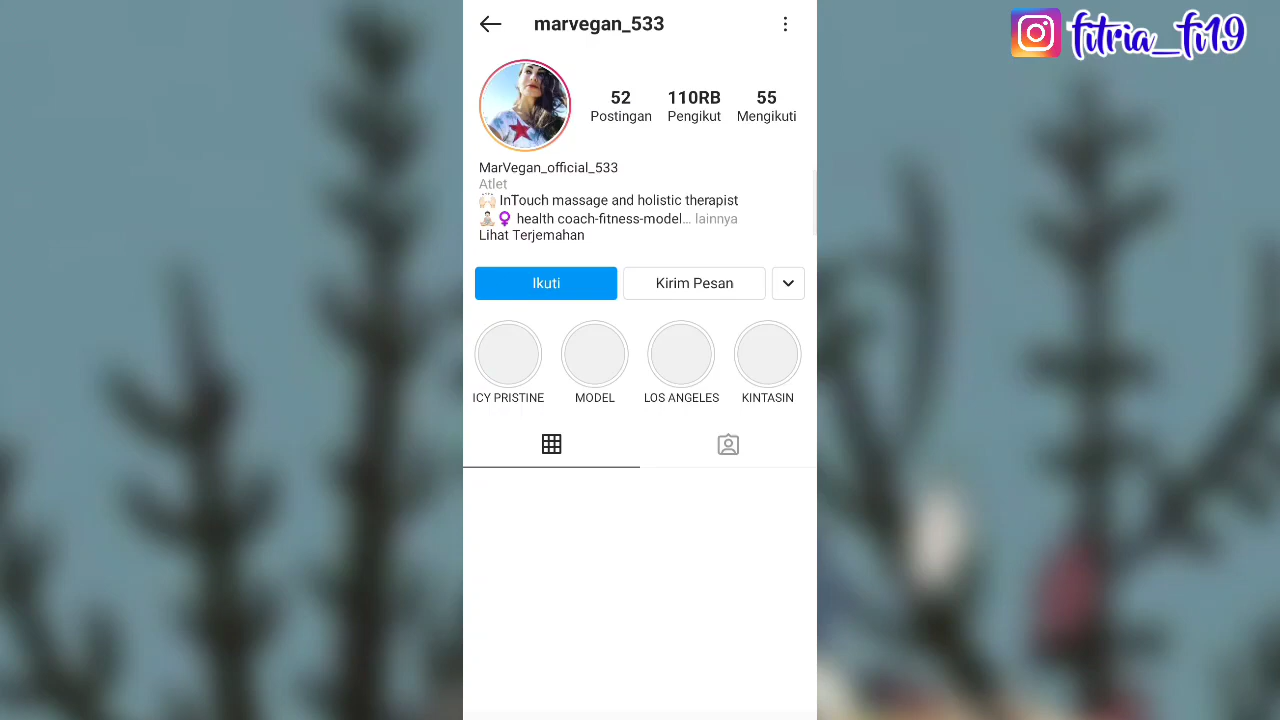 fitria_fi19
marvegan_533
52
Postingan
110RB
Pengikut
55
Mengikuti
MarVegan_official_533
Atlet
🙌🏻 InTouch massage and holistic therapist
🧘🏻‍♀️ health coach-fitness-model… lainnya
Lihat Terjemahan
Ikuti
Kirim Pesan
ICY PRISTINE
MODEL
LOS ANGELES
KINTASIN